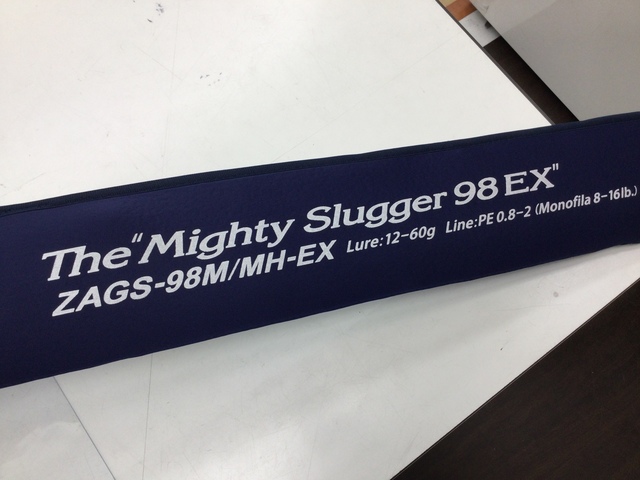 The "Mighty Slugger 98 EX"
ZAGS-98M/MH-EX Lure:12-60g Line:PE 0.8-2 (Monofila 8-16lb.)